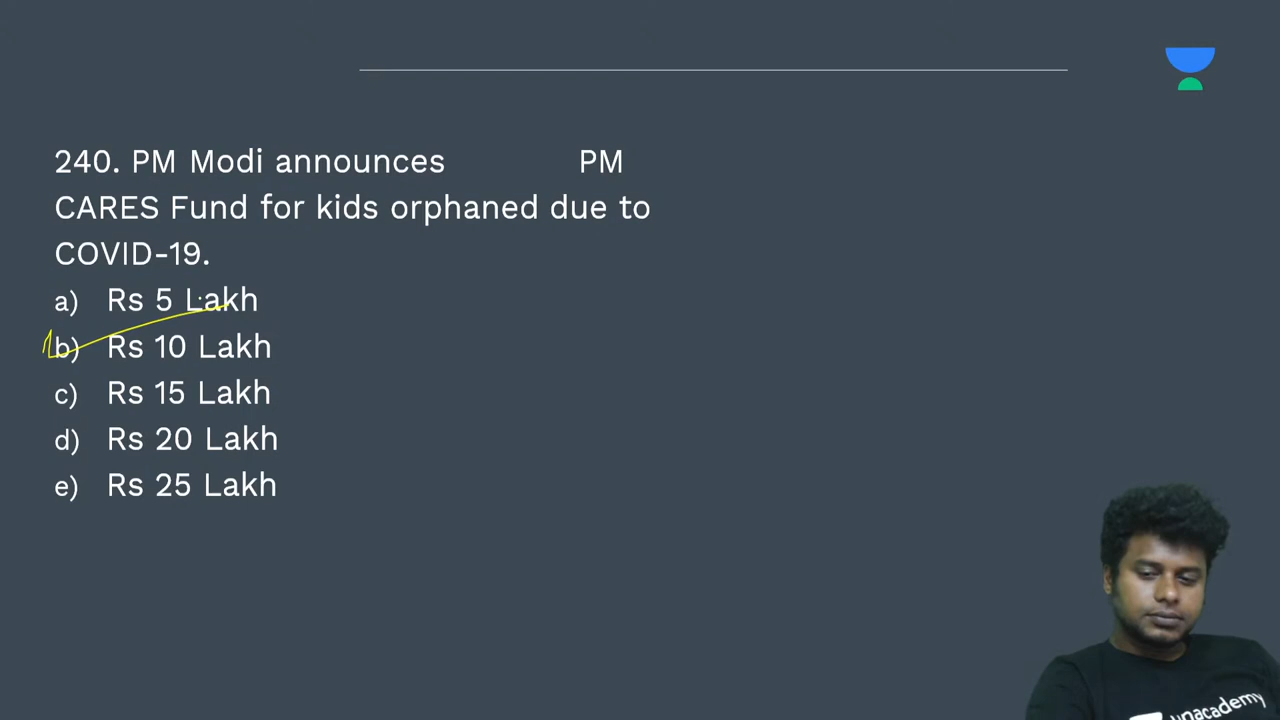 240. PM Modi announces PM
CARES Fund for kids orphaned due to
COVID-19.
a) Rs 5 Lakh
b) Rs 10 Lakh
c) Rs 15 Lakh
d) Rs 20 Lakh
e) Rs 25 Lakh
unacademy